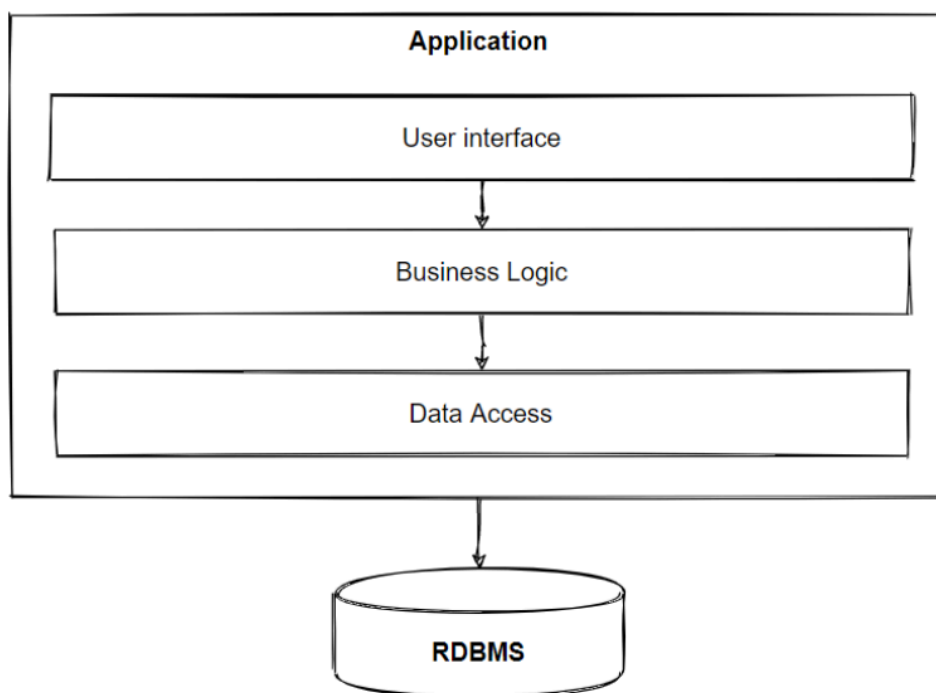 Application
User interface
Business Logic
Data Access
RDBMS